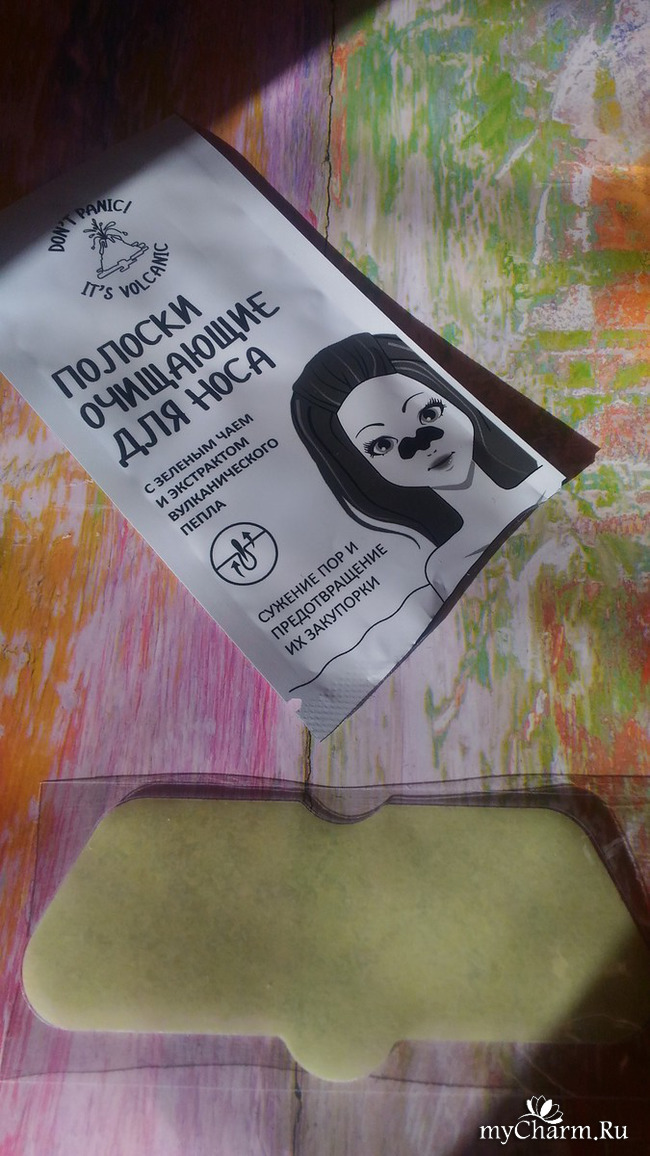 DON'T PANIC!
IT'S VOLCANIC
ПОЛОСКИ
ОЧИЩАЮЩИЕ
ДЛЯ НОСА
С ЗЕЛЕНЫМ ЧАЕМ
И ЭКСТРАКТОМ
ВУЛКАНИЧЕСКОГО
ПЕПЛА
СУЖЕНИЕ ПОР И
ПРЕДОТВРАЩЕНИЕ
ИХ ЗАКУПОРКИ
myCharm.Ru